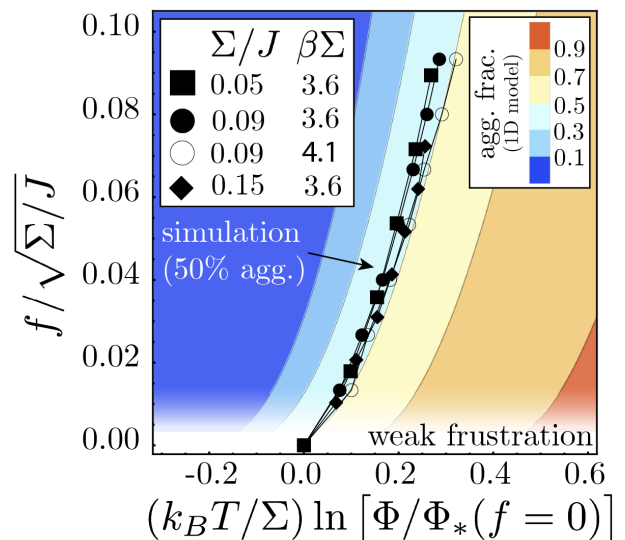 0.10
0.08
0.06
0.04
0.02
0.00
f/√Σ/J
Σ/J βΣ
0.05 3.6
0.09 3.6
0.09 4.1
0.15 3.6
simulation
(50% agg.)
agg. frac.
(1D model)
0.9
0.7
0.5
0.3
0.1
weak frustration
-0.2 0.0 0.2 0.4 0.6
(k_BT/Σ) ln ⌈Φ/Φ_*(f = 0)⌉